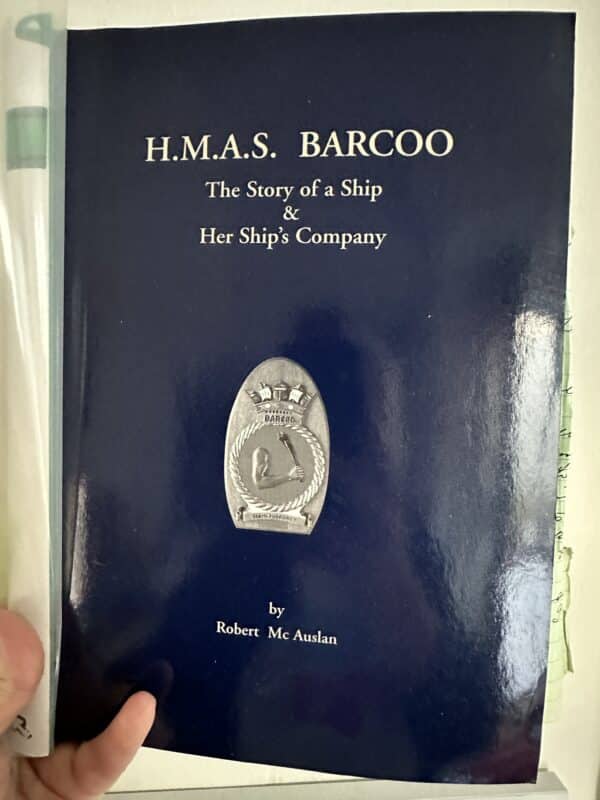 H.M.A.S. BARCOO
The Story of a Ship
&
Her Ship's Company
BARCOO
by
Robert Mc Auslan